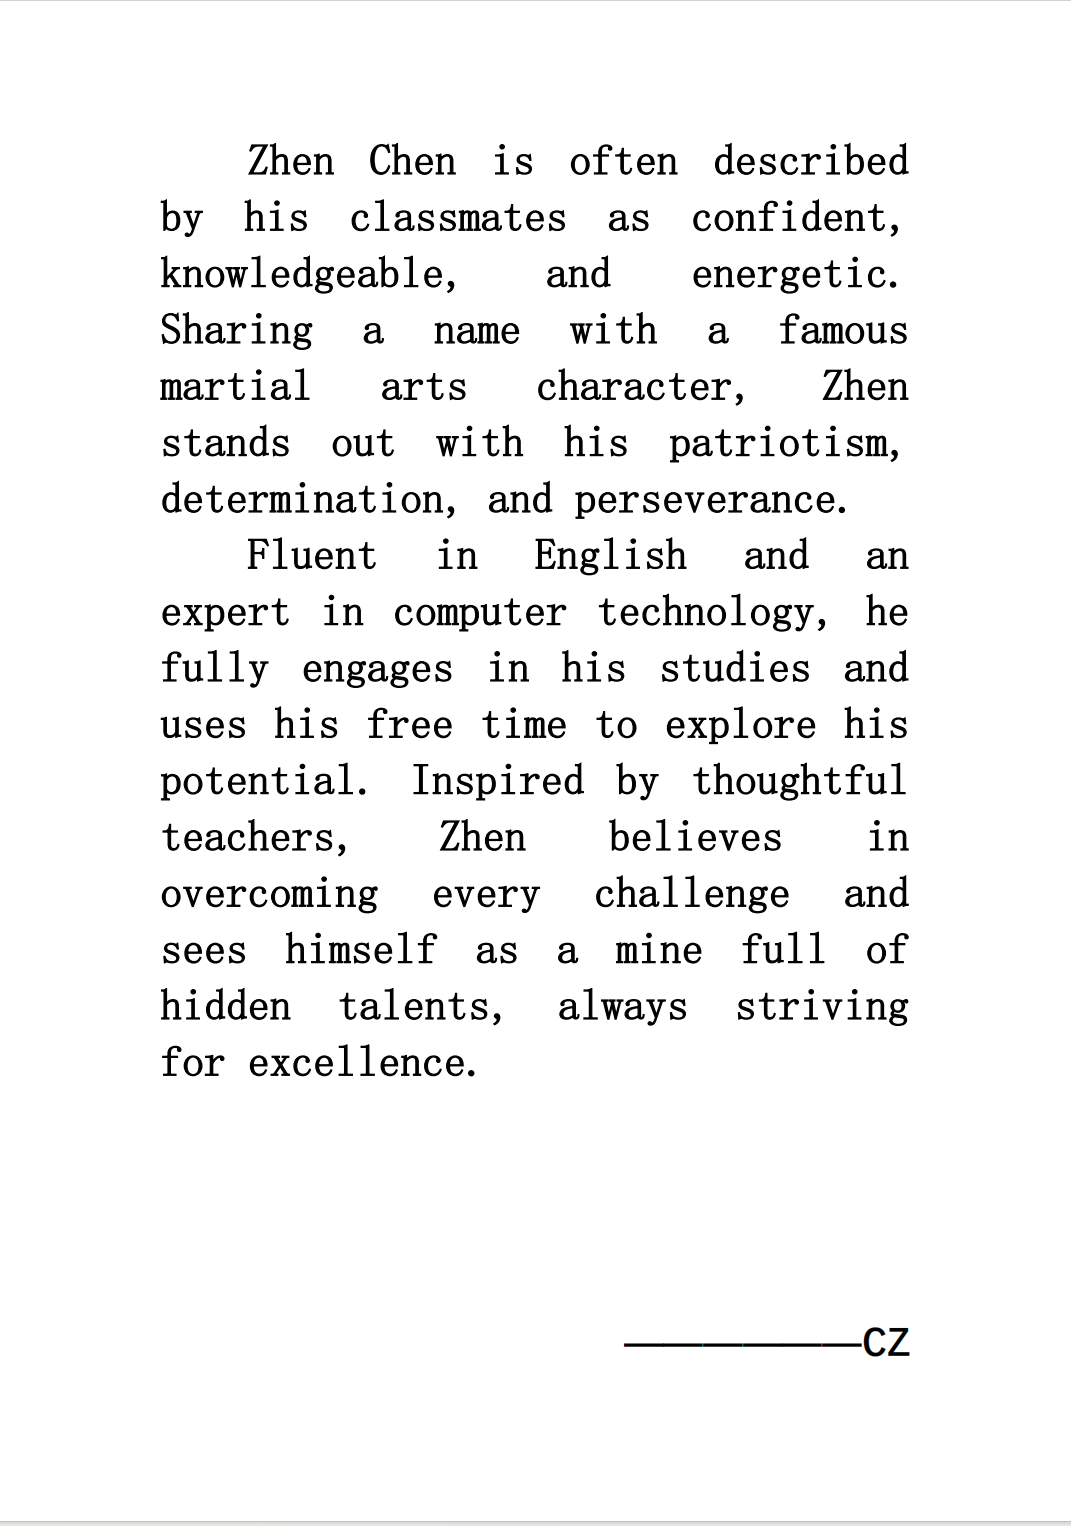 Zhen Chen is often described
by his classmates as confident,
knowledgeable, and energetic.
Sharing a name with a famous
martial arts character, Zhen
stands out with his patriotism,
determination, and perseverance.
Fluent in English and an
expert in computer technology, he
fully engages in his studies and
uses his free time to explore his
potential. Inspired by thoughtful
teachers, Zhen believes in
overcoming every challenge and
sees himself as a mine full of
hidden talents, always striving
for excellence.
——————CZ